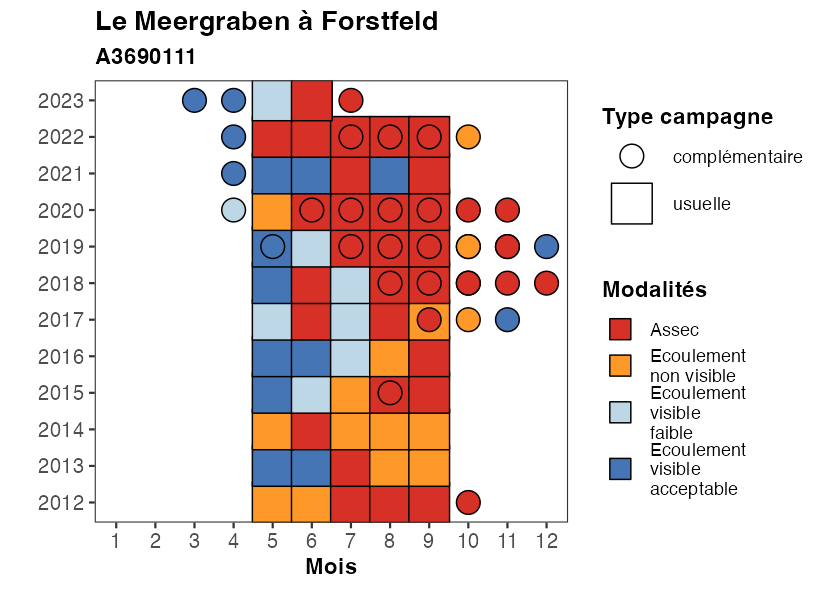 Le Meergraben à Forstfeld
A3690111
2023
2022
2021
2020
2019
2018
2017
2016
2015
2014
2013
2012
1 2 3 4 5 6 7 8 9 10 11 12
Mois
Type campagne
complémentaire
usuelle
Modalités
Assec
Ecoulement
non visible
Ecoulement
visible
faible
Ecoulement
visible
acceptable